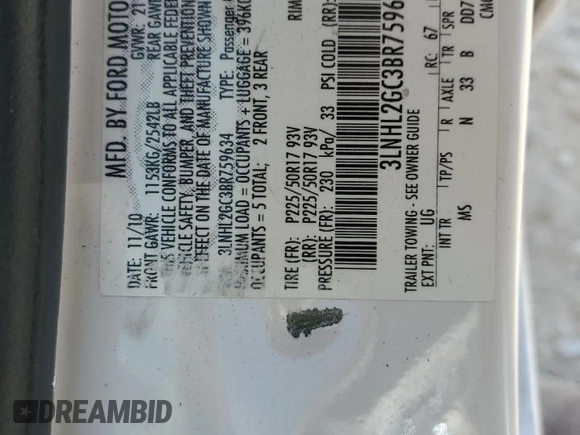 MFD. BY FORD MOTO
DATE: 11/10 GVWR:
FRONT GAWR: 1153KG/2542LB REAR GAWR
THIS VEHICLE CONFORMS TO ALL APPLICABLE FEDER
VEHICLE SAFETY, BUMPER, AND THEFT PREVENTION
EFFECT ON THE DATE OF MANUFACTURE SHOWN
3LNHL2GC3BR759634 TYPE: Passenger
MAXIMUM LOAD = OCCUPANTS + LUGGAGE = 396KG
OCCUPANTS = 5 TOTAL: 2 FRONT, 3 REAR
TIRE (FR): P225/50R17 93V RIM
(RR): P225/50R17 93V
PRESSURE (FR): 230 kPa/ 33 PSI COLD (RR)
3LNHL2GC3BR7596
TRAILER TOWING - SEE OWNER GUIDE
EXT PNT: UG RC: 67
INT TR TP/PS R AXLE TR SPR
MS N 33 B DD7
DREAMBID